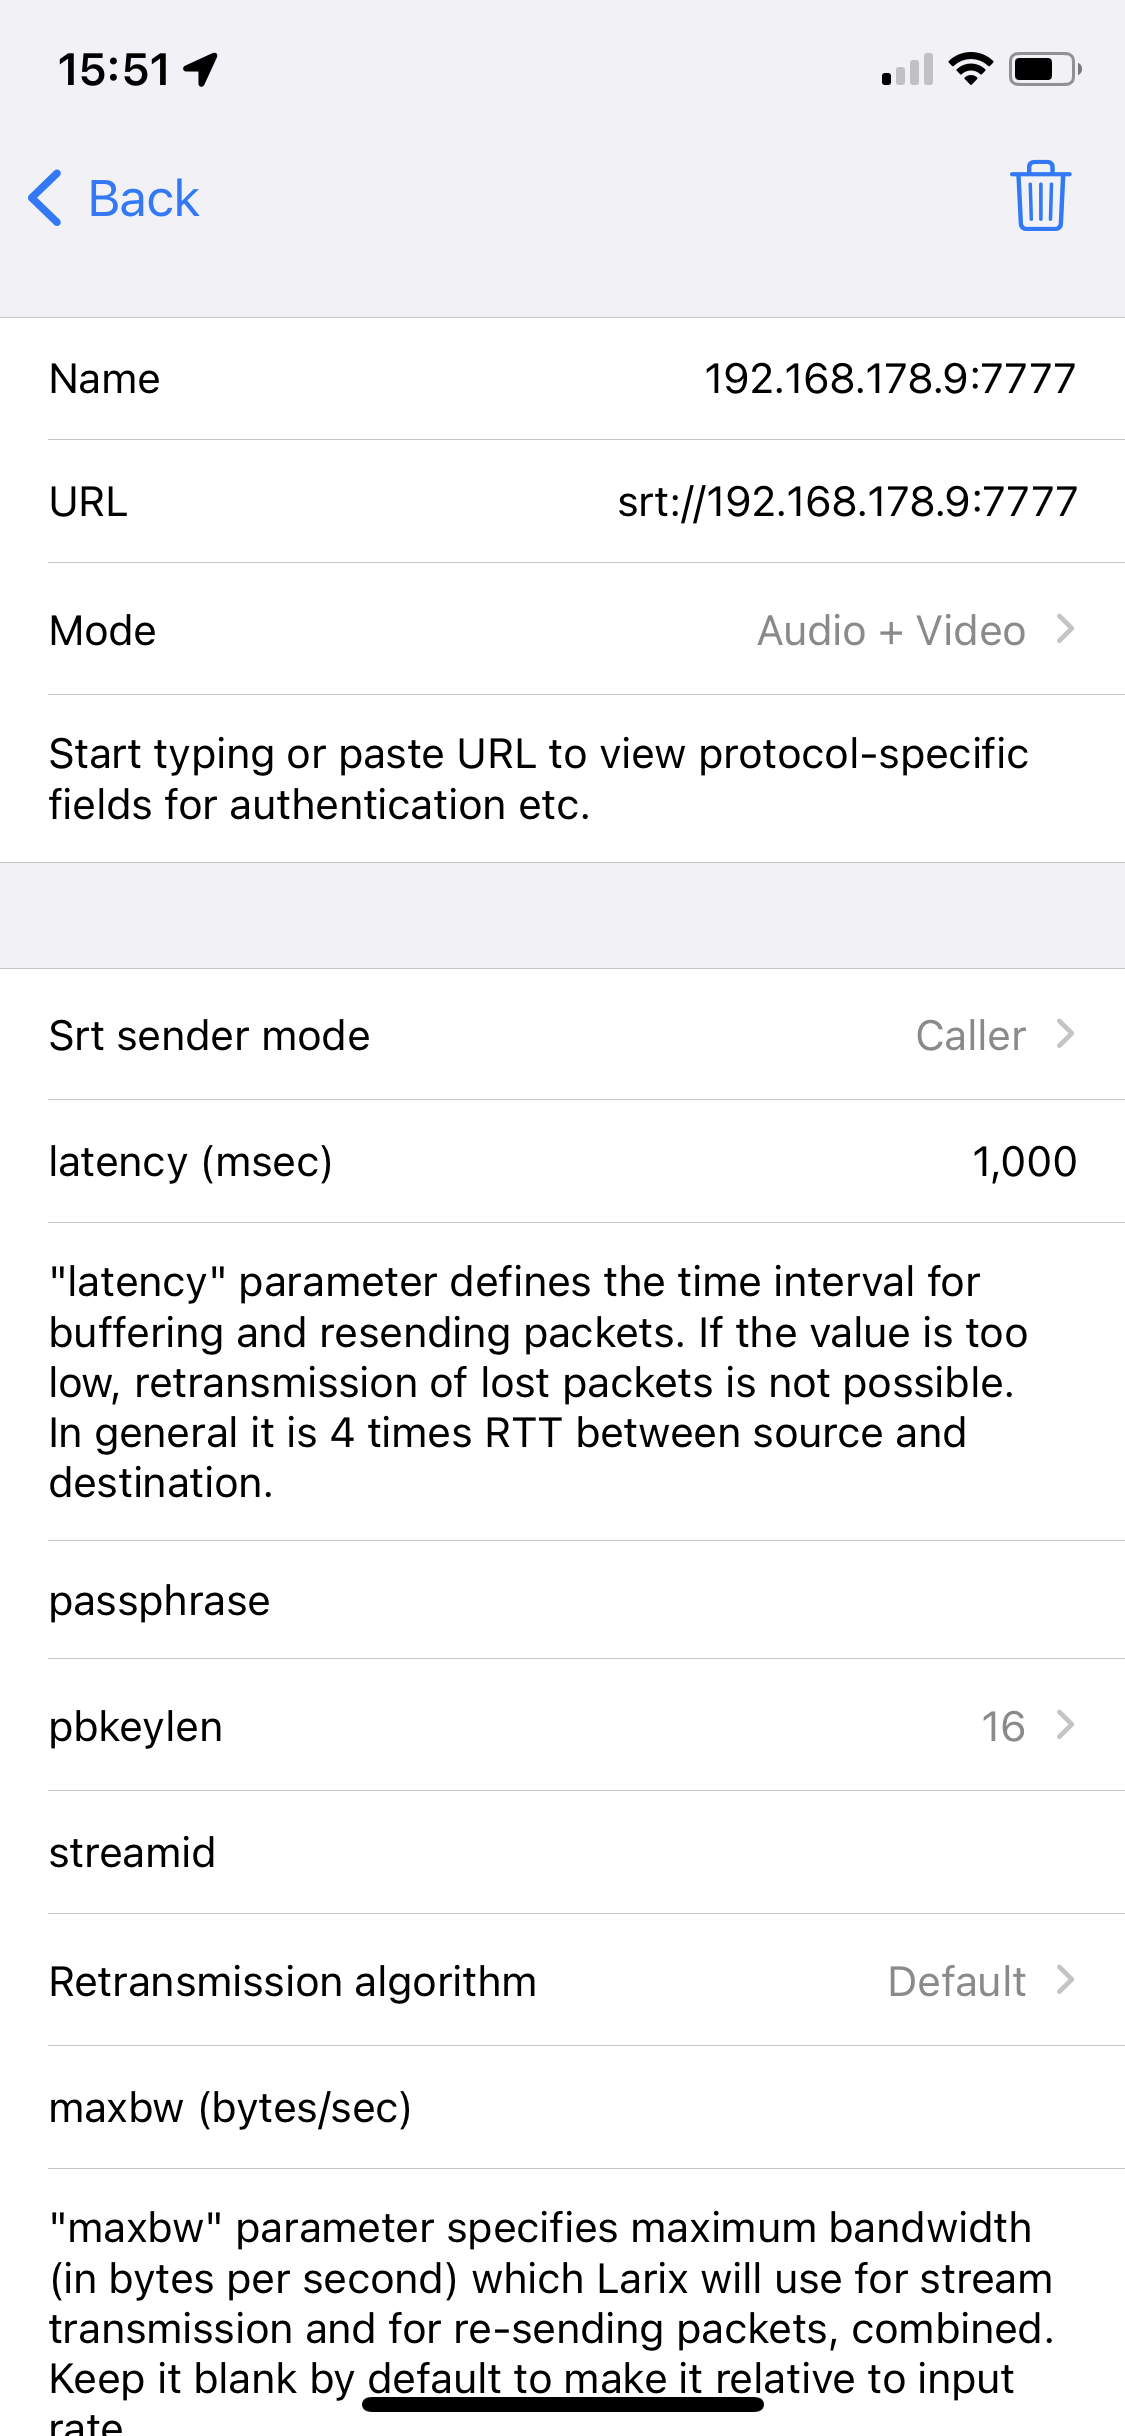 15:51
Back
Name 192.168.178.9:7777
URL srt://192.168.178.9:7777
Mode Audio + Video
Start typing or paste URL to view protocol-specific
fields for authentication etc.
Srt sender mode Caller
latency (msec) 1,000
"latency" parameter defines the time interval for
buffering and resending packets. If the value is too
low, retransmission of lost packets is not possible.
In general it is 4 times RTT between source and
destination.
passphrase
pbkeylen 16
streamid
Retransmission algorithm Default
maxbw (bytes/sec)
"maxbw" parameter specifies maximum bandwidth
(in bytes per second) which Larix will use for stream
transmission and for re-sending packets, combined.
Keep it blank by default to make it relative to input
rate